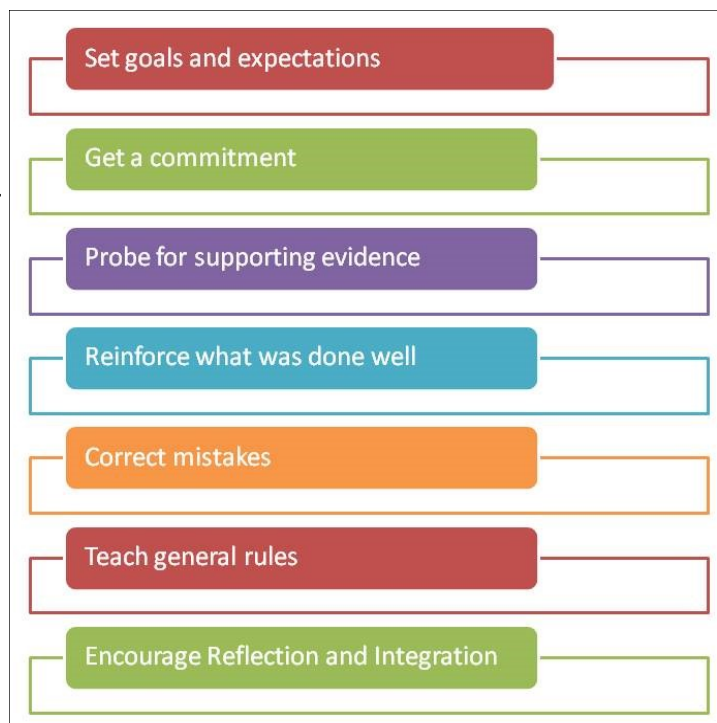 Set goals and expectations
Get a commitment
Probe for supporting evidence
Reinforce what was done well
Correct mistakes
Teach general rules
Encourage Reflection and Integration